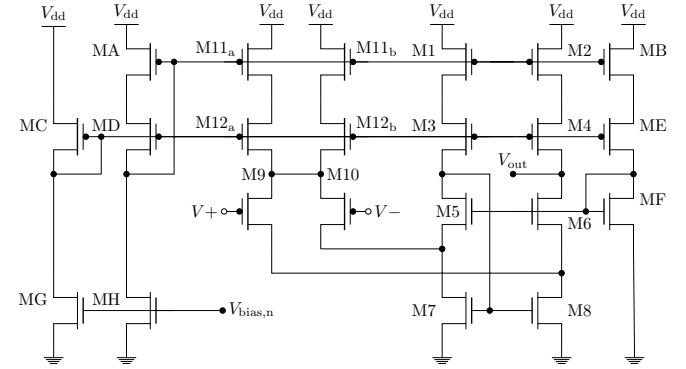 Vdd Vdd Vdd Vdd Vdd Vdd Vdd
MA M11a M11b M1 M2 MB
MC MD M12a M12b M3 M4 ME
M9 M10 Vout
V+ V− M5 M6 MF
MG MH Vbias,n M7 M8